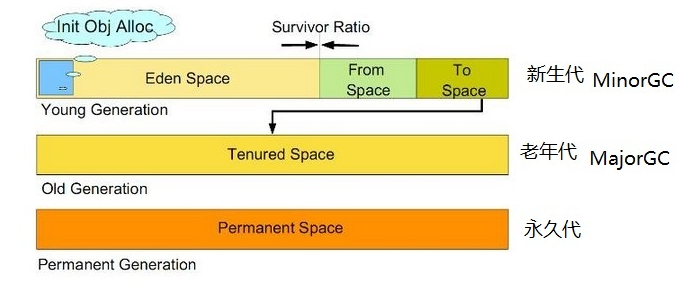 Init Obj Alloc
Survivor Ratio
Eden Space
From
Space
To
Space
新生代 MinorGC
Young Generation
Tenured Space
老年代 MajorGC
Old Generation
Permanent Space
永久代
Permanent Generation